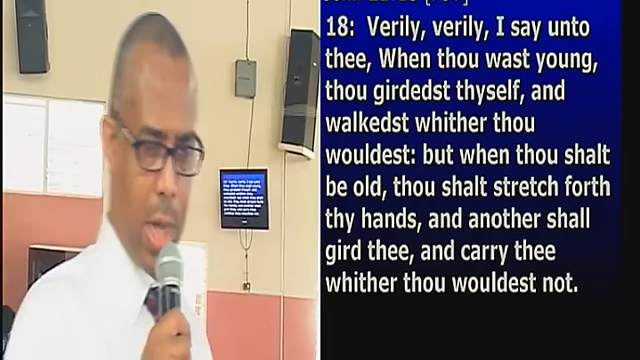 18: Verily, verily, I say unto
thee, When thou wast young,
thou girdedst thyself, and
walkedst whither thou
wouldest: but when thou shalt
be old, thou shalt stretch forth
thy hands, and another shall
gird thee, and carry thee
whither thou wouldest not.